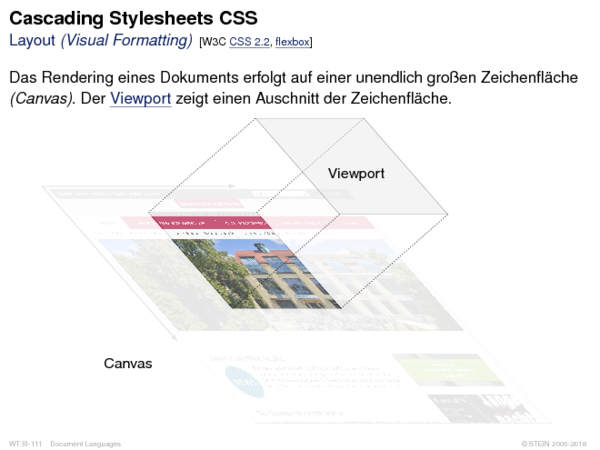 Cascading Stylesheets CSS
Layout (Visual Formatting) [W3C CSS 2.2, flexbox]
Das Rendering eines Dokuments erfolgt auf einer unendlich großen Zeichenfläche
(Canvas). Der Viewport zeigt einen Auschnitt der Zeichenfläche.
Viewport
Canvas
WT:III-111 Document Languages © STEIN 2005-2018